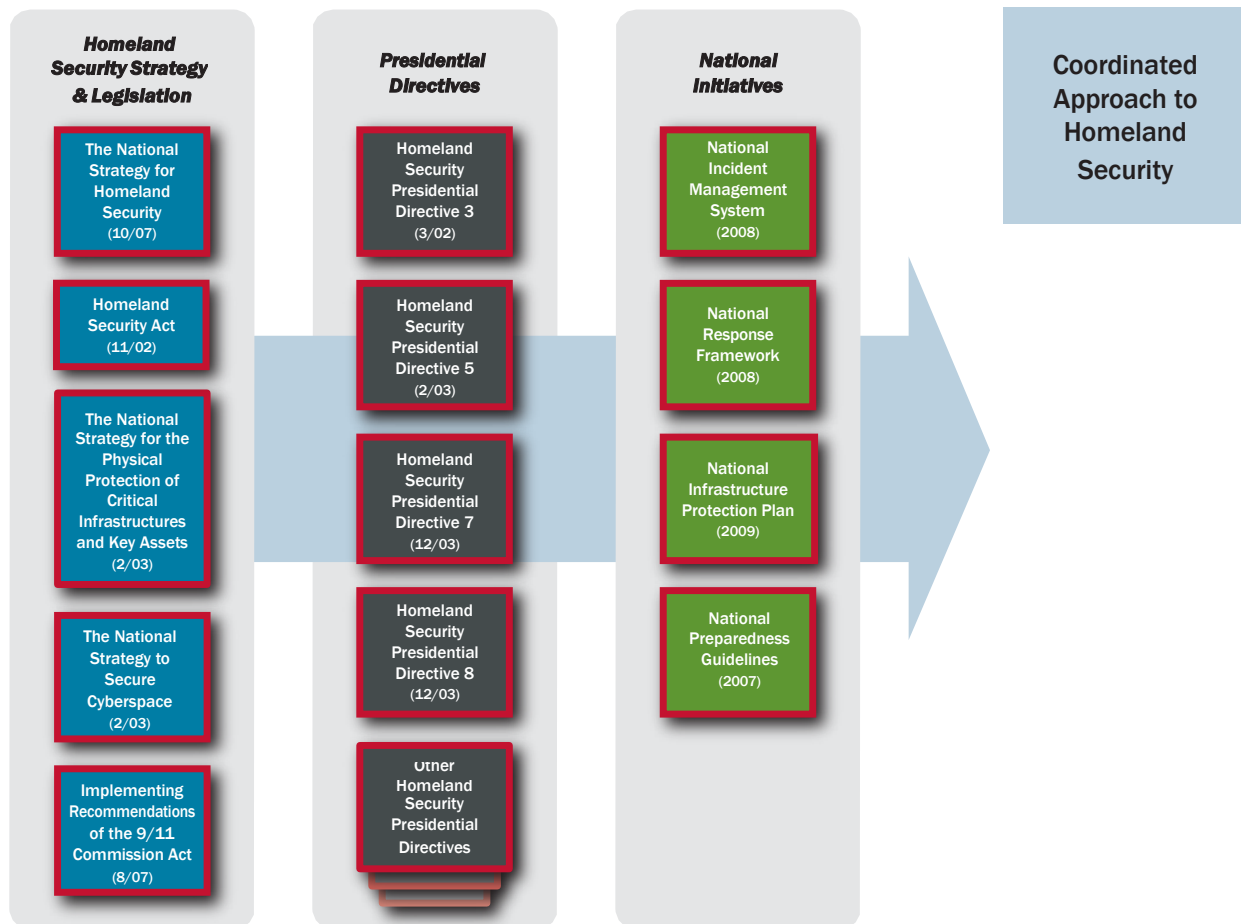 Homeland
Security Strategy
& Legislation
The National
Strategy for
Homeland
Security
(10/07)
Homeland
Security Act
(11/02)
The National
Strategy for the
Physical
Protection of
Critical
Infrastructures
and Key Assets
(2/03)
The National
Strategy to
Secure
Cyberspace
(2/03)
Implementing
Recommendations
of the 9/11
Commission Act
(8/07)
Presidential
Directives
Homeland
Security
Presidential
Directive 3
(3/02)
Homeland
Security
Presidential
Directive 5
(2/03)
Homeland
Security
Presidential
Directive 7
(12/03)
Homeland
Security
Presidential
Directive 8
(12/03)
Other
Homeland
Security
Presidential
Directives
National
Initiatives
National
Incident
Management
System
(2008)
National
Response
Framework
(2008)
National
Infrastructure
Protection Plan
(2009)
National
Preparedness
Guidelines
(2007)
Coordinated
Approach to
Homeland
Security